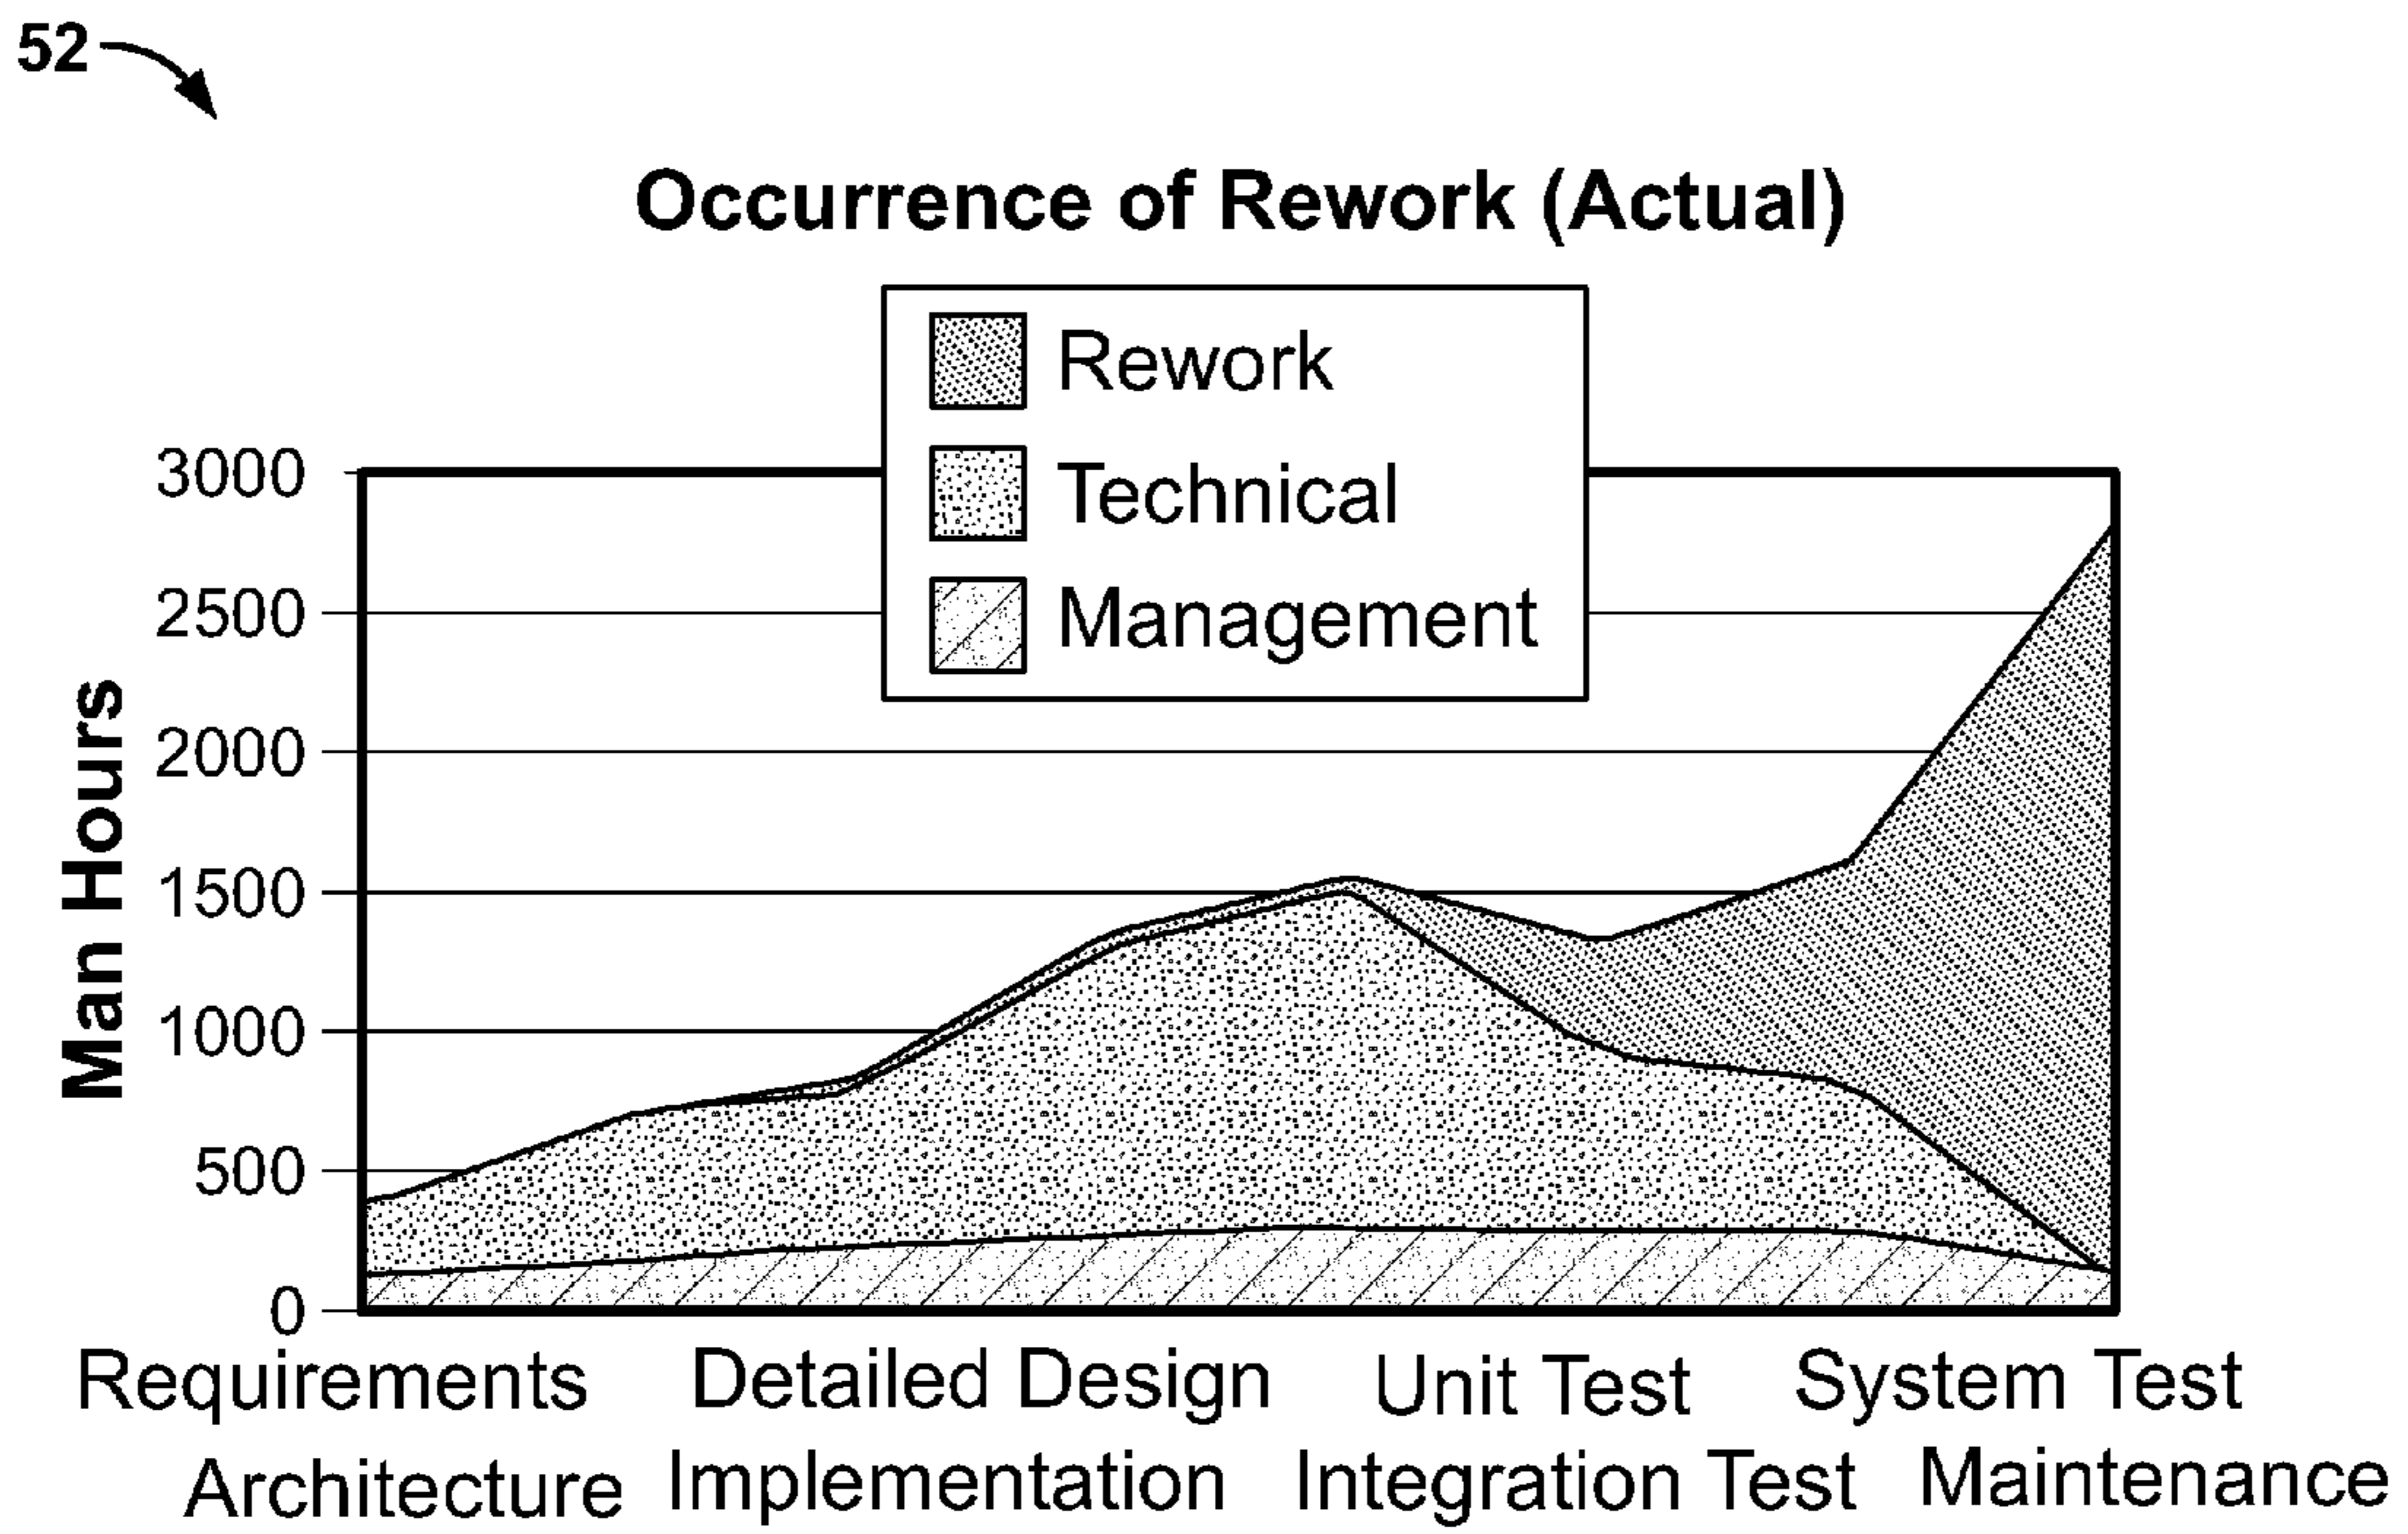 52
Occurrence of Rework (Actual)
Rework
Technical
Management
Man Hours
3000
2500
2000
1500
1000
500
0
Requirements Detailed Design Unit Test System Test
Architecture Implementation Integration Test Maintenance